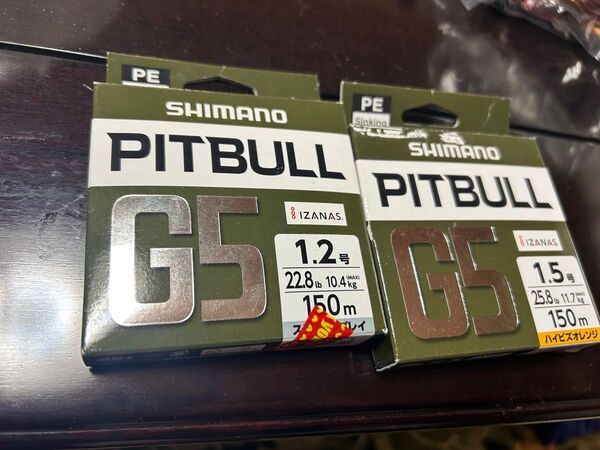 PE
SHIMANO
PITBULL
G5
IZANAS
1.2号
22.8lb 10.4kg (MAX)
150m
PE
Sinking
SHIMANO
PITBULL
G5
IZANAS
1.5号
25.8lb 11.7kg (MAX)
150m
ハイビズオレンジ